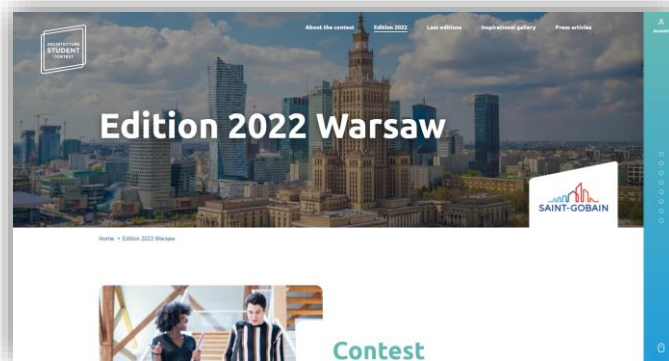 ARCHITECTURE
STUDENT
CONTEST
About the contest Edition 2022 Last editions Inspirational gallery Press articles
Account
Edition 2022 Warsaw
SAINT-GOBAIN
Home • Edition 2022 Warsaw
Contest